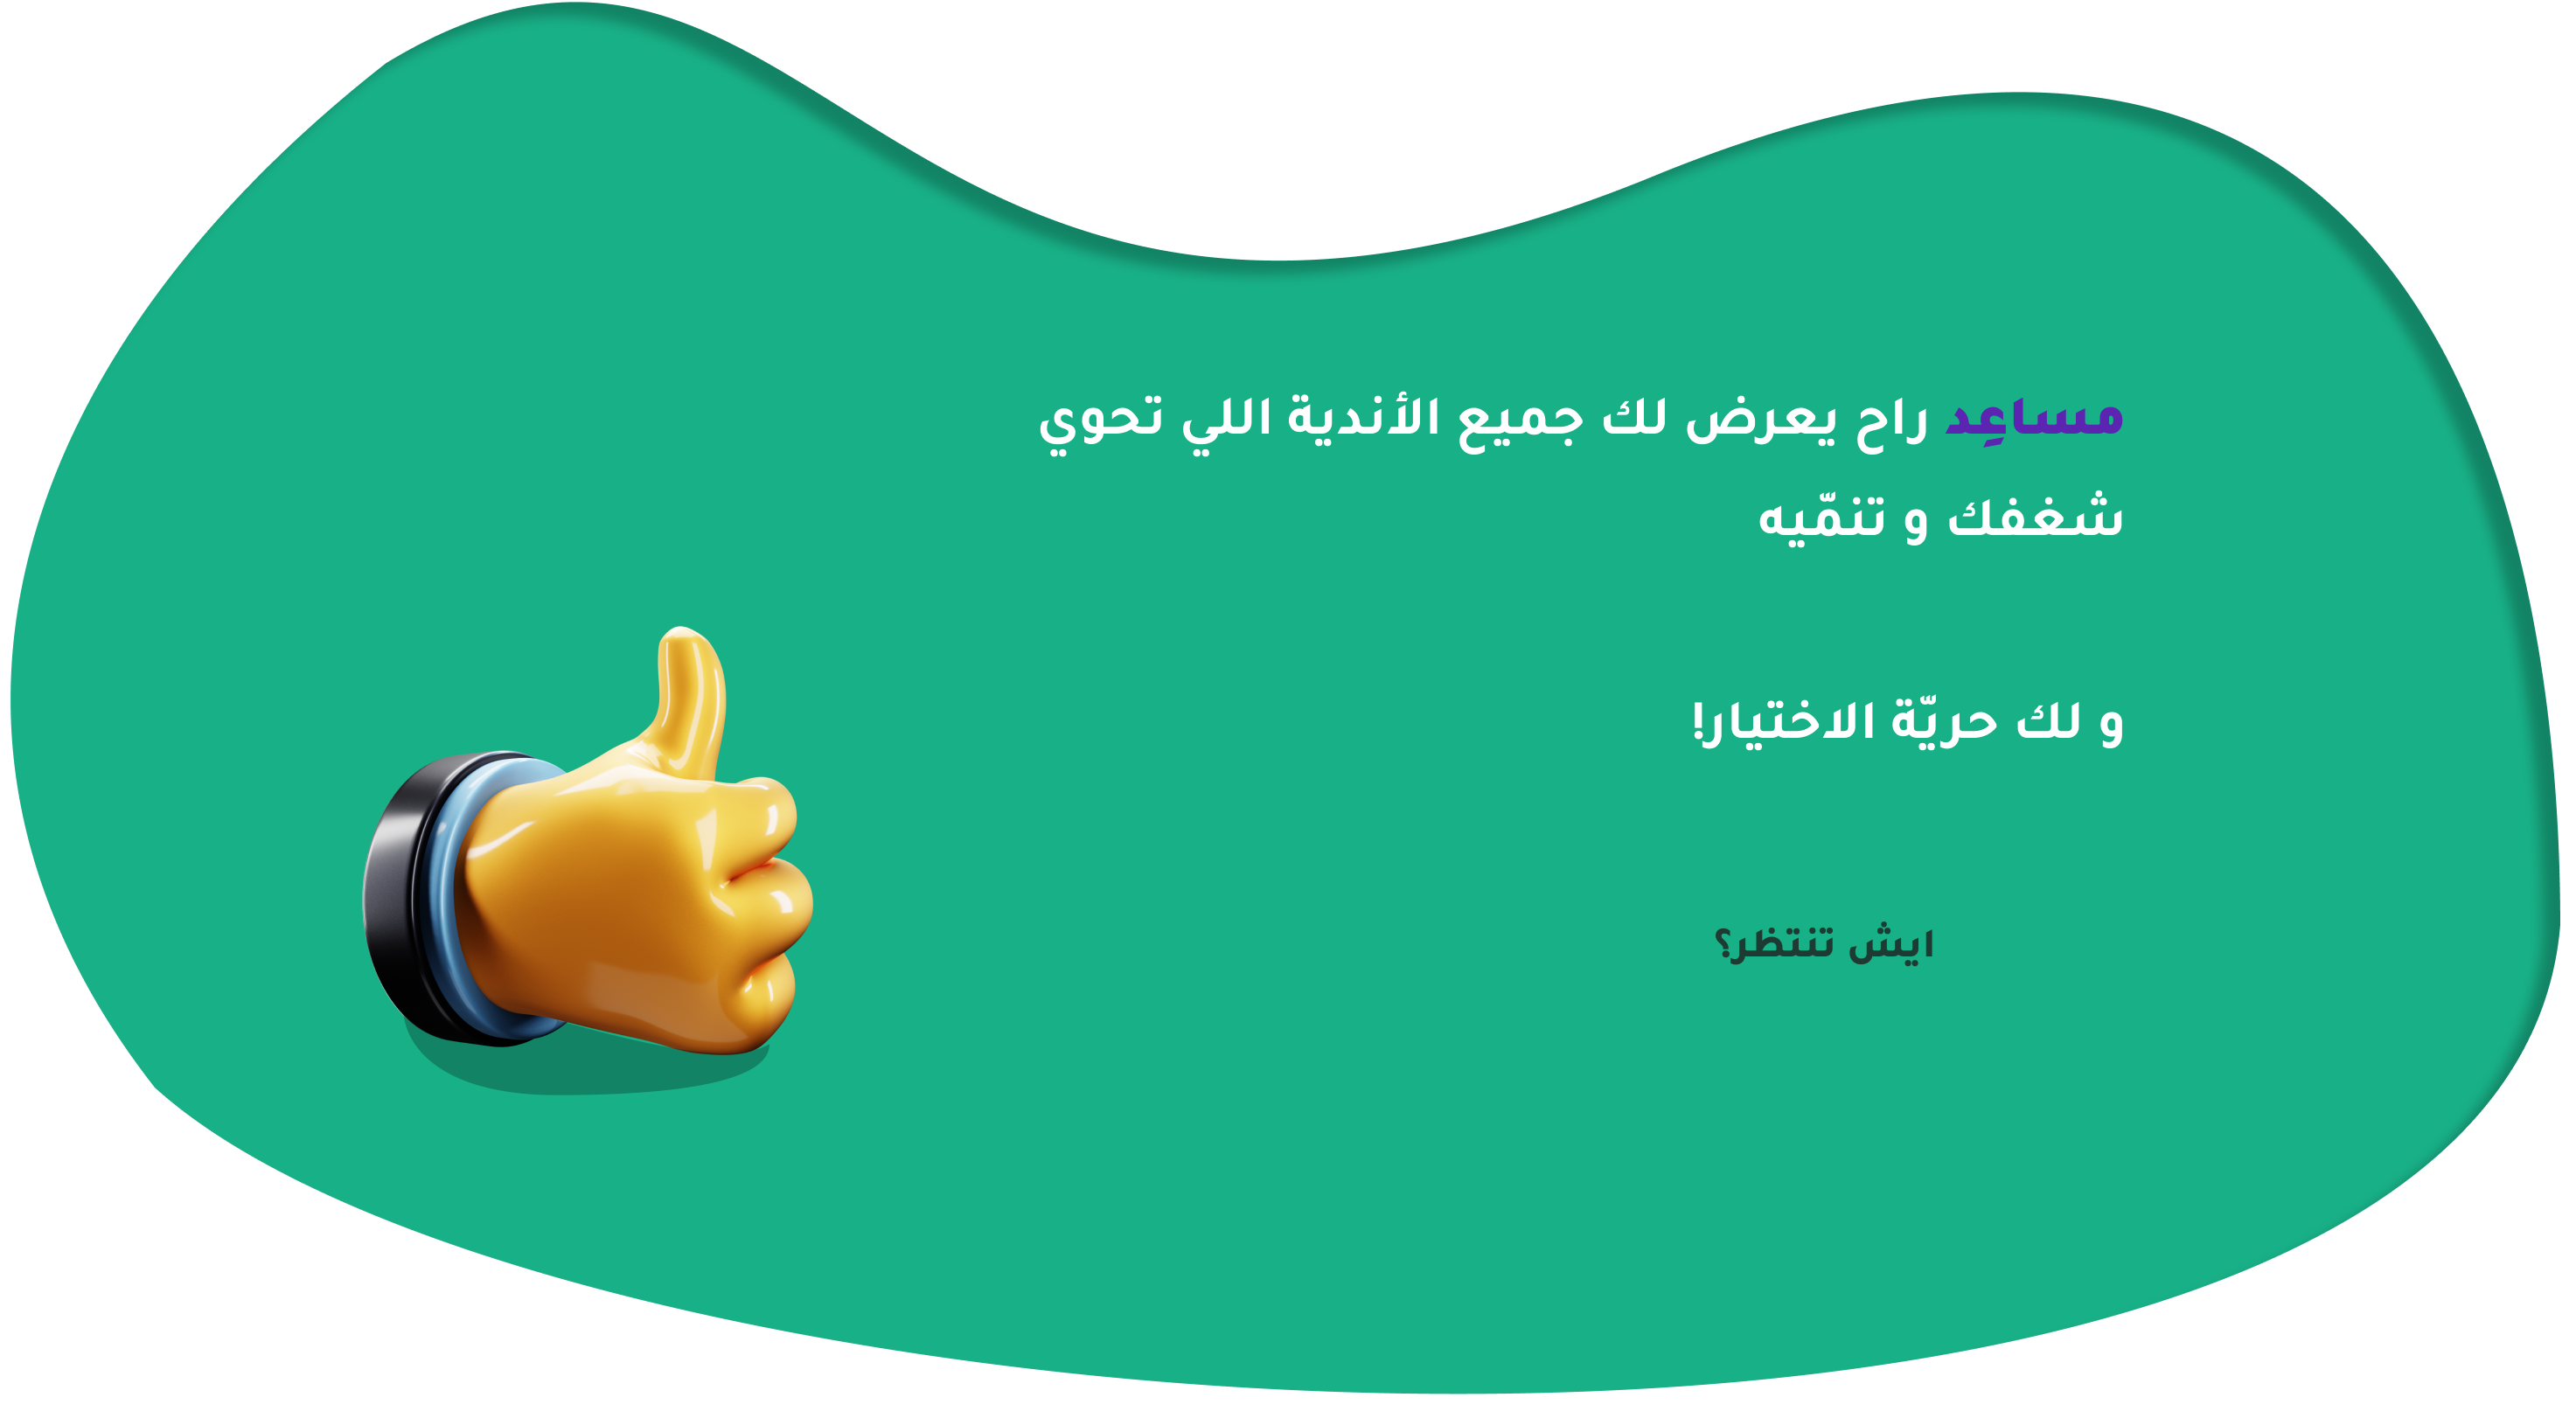 مساعِد راح يعرض لك جميع الأندية اللي تحوي
شغفك و تنمّيه
و لك حريّة الاختيار!
ايش تنتظر؟